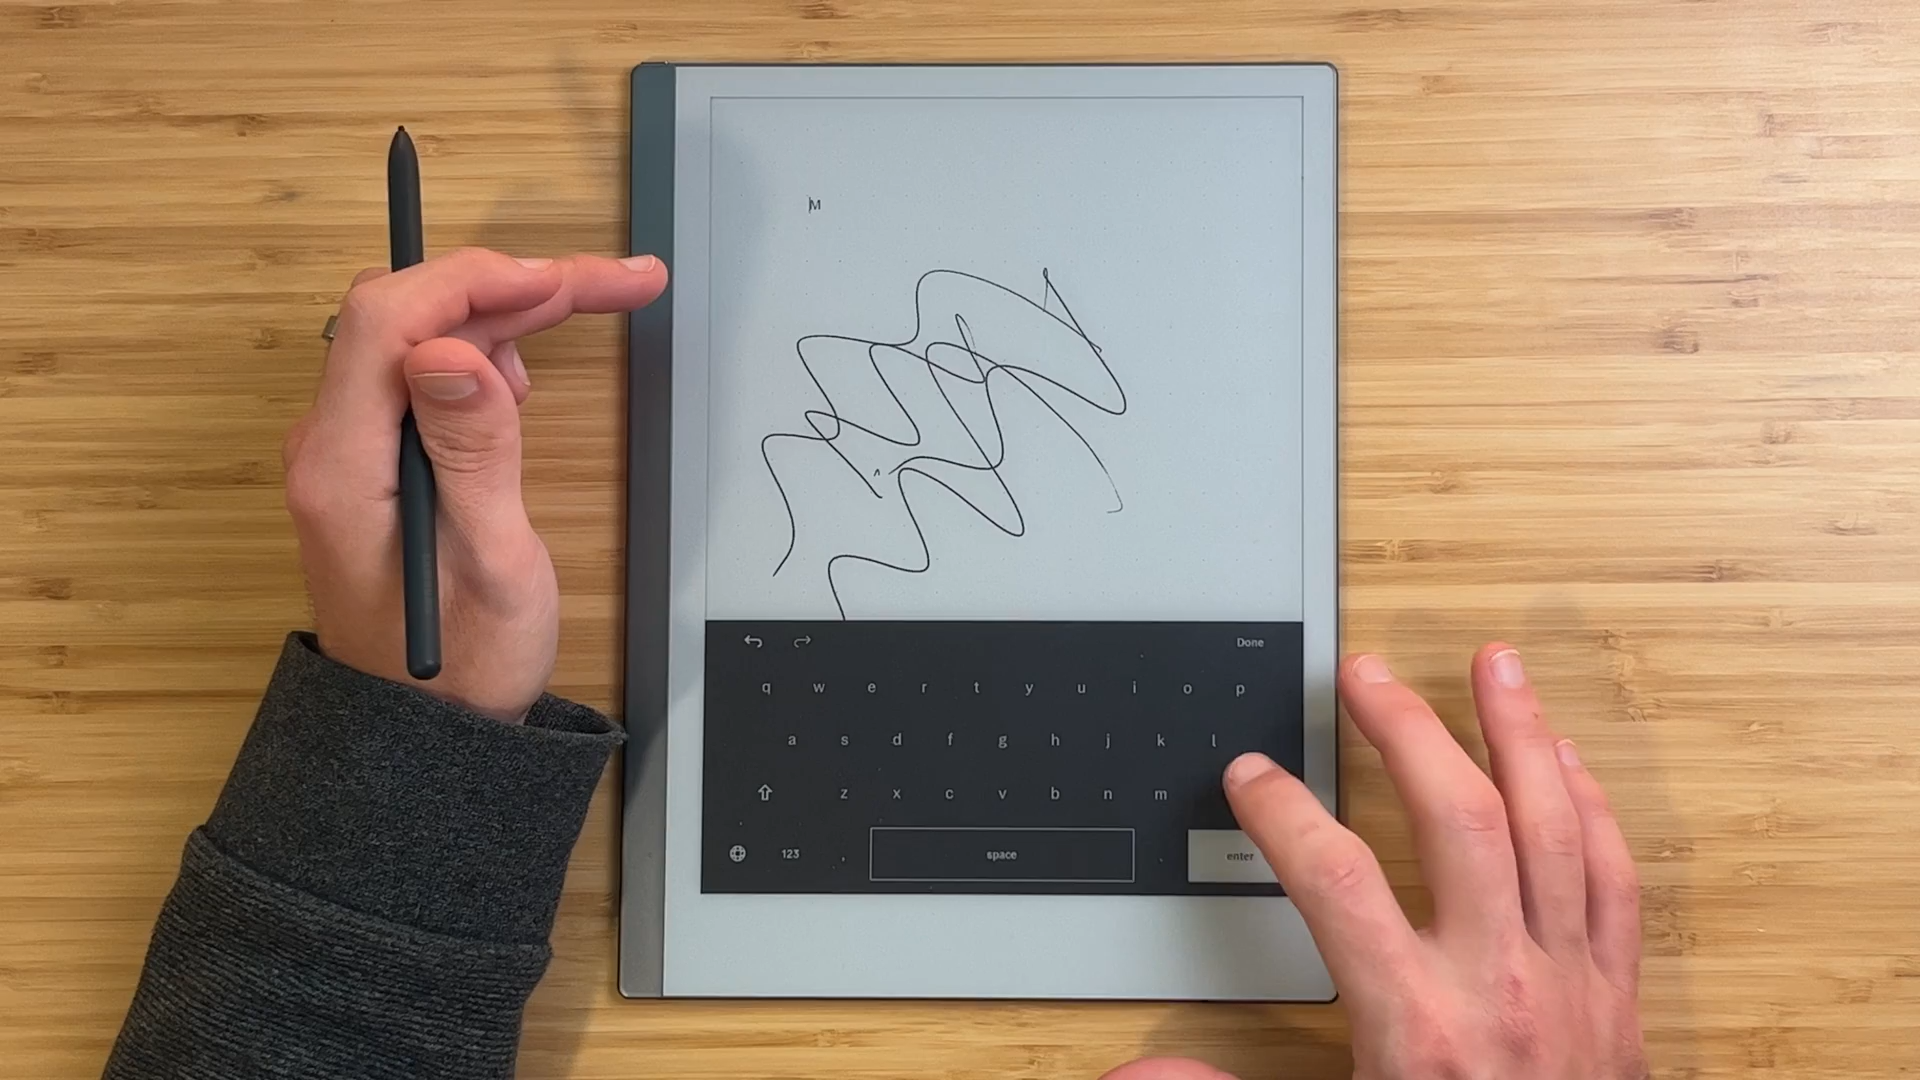 M
Done
q w e r t y u i o p
a s d f g h j k l
z x c v b n m
123 , space . enter